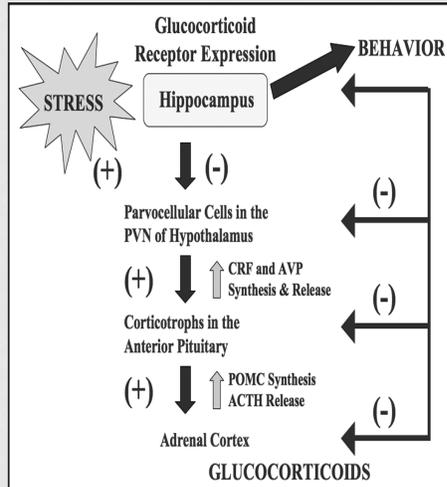 Glucocorticoid
Receptor Expression
BEHAVIOR
STRESS
Hippocampus
(+)
(-)
Parvocellular Cells in the
PVN of Hypothalamus
(-)
(+)
CRF and AVP
Synthesis & Release
Corticotrophs in the
Anterior Pituitary
(-)
(+)
POMC Synthesis
ACTH Release
(-)
Adrenal Cortex
GLUCOCORTICOIDS